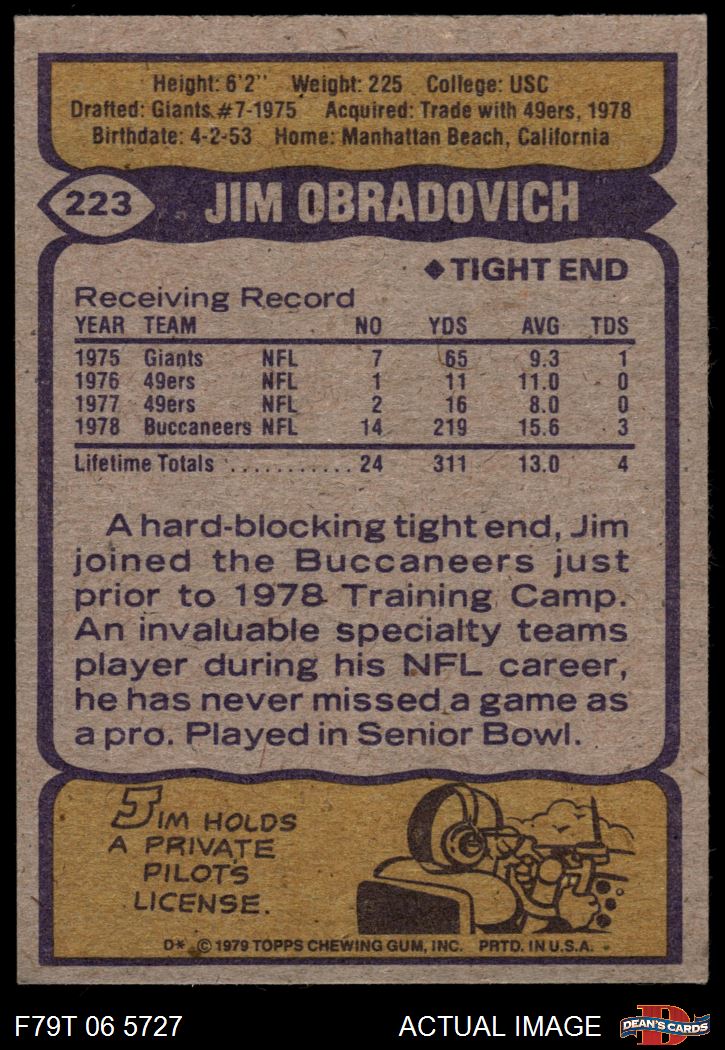 Height: 6'2" Weight: 225 College: USC
Drafted: Giants #7-1975 Acquired: Trade with 49ers, 1978
Birthdate: 4-2-53 Home: Manhattan Beach, California
223 JIM OBRADOVICH
◆TIGHT END
Receiving Record
YEAR TEAM NO YDS AVG TDS
1975 Giants NFL 7 65 9.3 1
1976 49ers NFL 1 11 11.0 0
1977 49ers NFL 2 16 8.0 0
1978 Buccaneers NFL 14 219 15.6 3
Lifetime Totals ........... 24 311 13.0 4
A hard-blocking tight end, Jim
joined the Buccaneers just
prior to 1978 Training Camp.
An invaluable specialty teams
player during his NFL career,
he has never missed a game as
a pro. Played in Senior Bowl.
JIM HOLDS
A PRIVATE
PILOT'S
LICENSE.
D* © 1979 TOPPS CHEWING GUM, INC. PRTD. IN U.S.A.
F79T 06 5727 ACTUAL IMAGE D DEAN'S CARDS